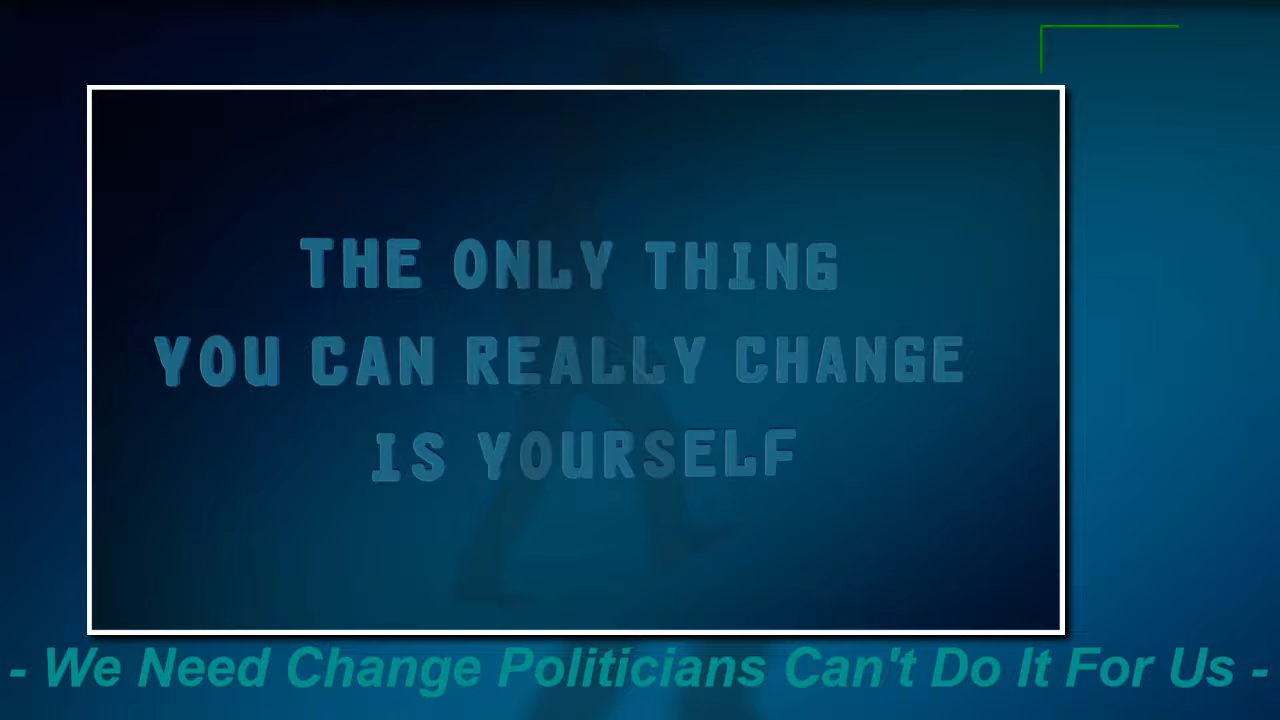 THE ONLY THING
YOU CAN REALLY CHANGE
IS YOURSELF
- We Need Change Politicians Can't Do It For Us -